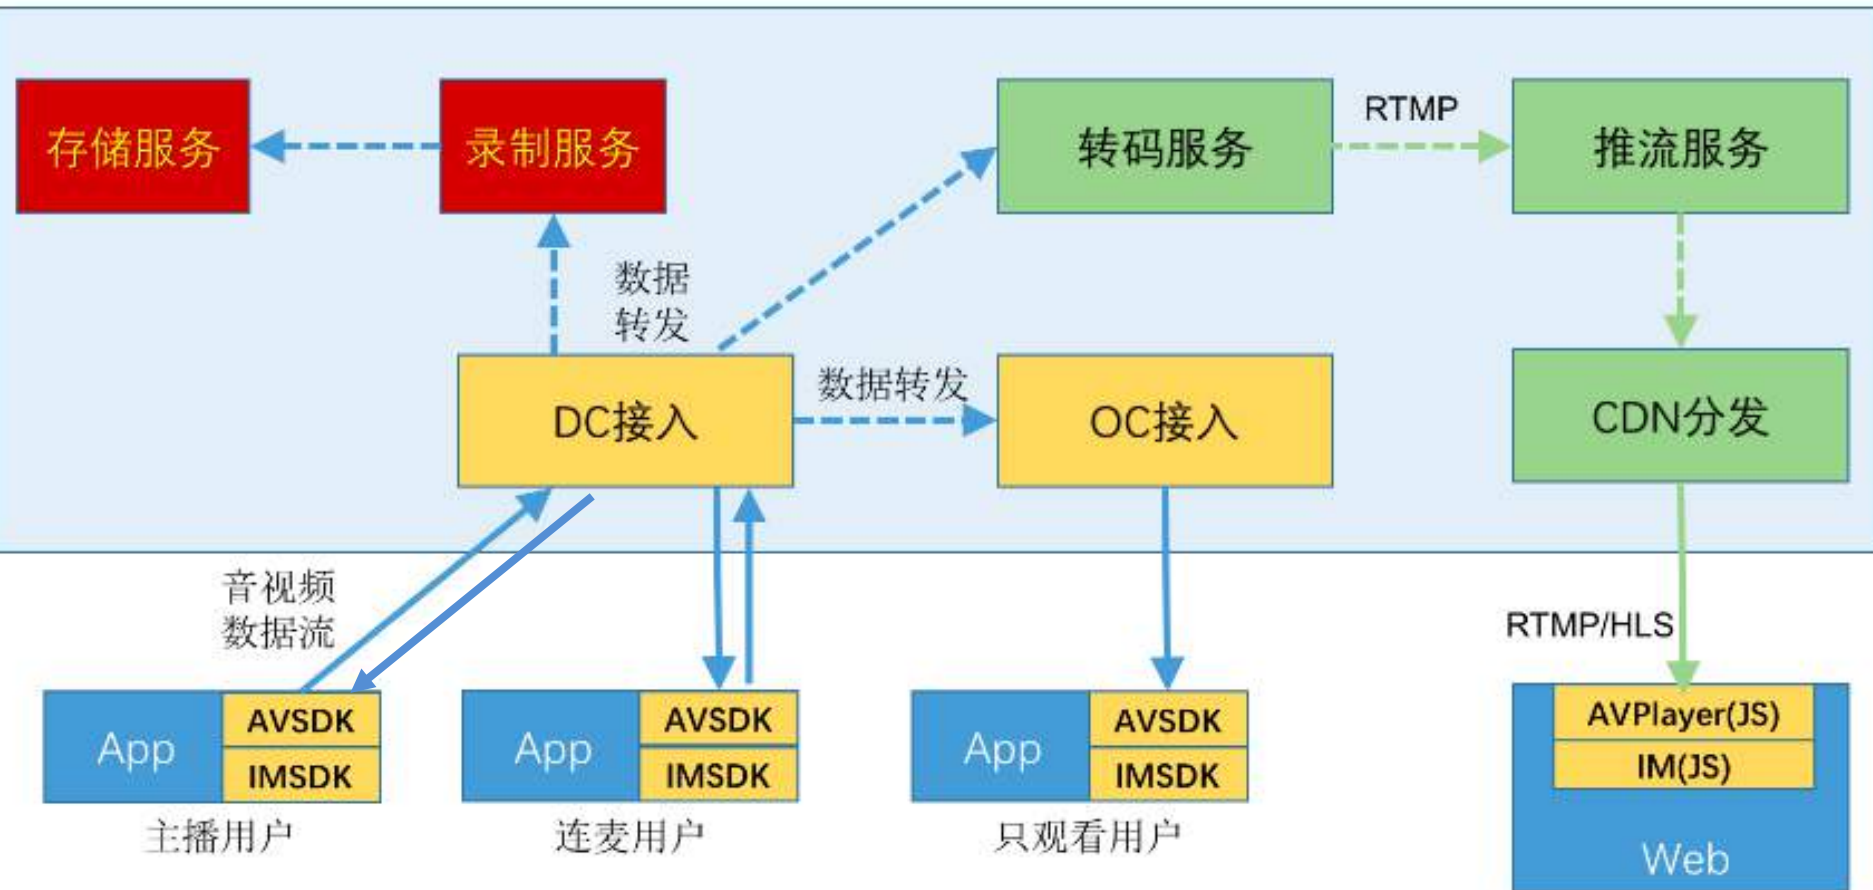 存储服务
录制服务
转码服务
RTMP
推流服务
数据
转发
DC接入
数据转发
OC接入
CDN分发
音视频
数据流
RTMP/HLS
App
AVSDK
IMSDK
主播用户
App
AVSDK
IMSDK
连麦用户
App
AVSDK
IMSDK
只观看用户
AVPlayer(JS)
IM(JS)
Web